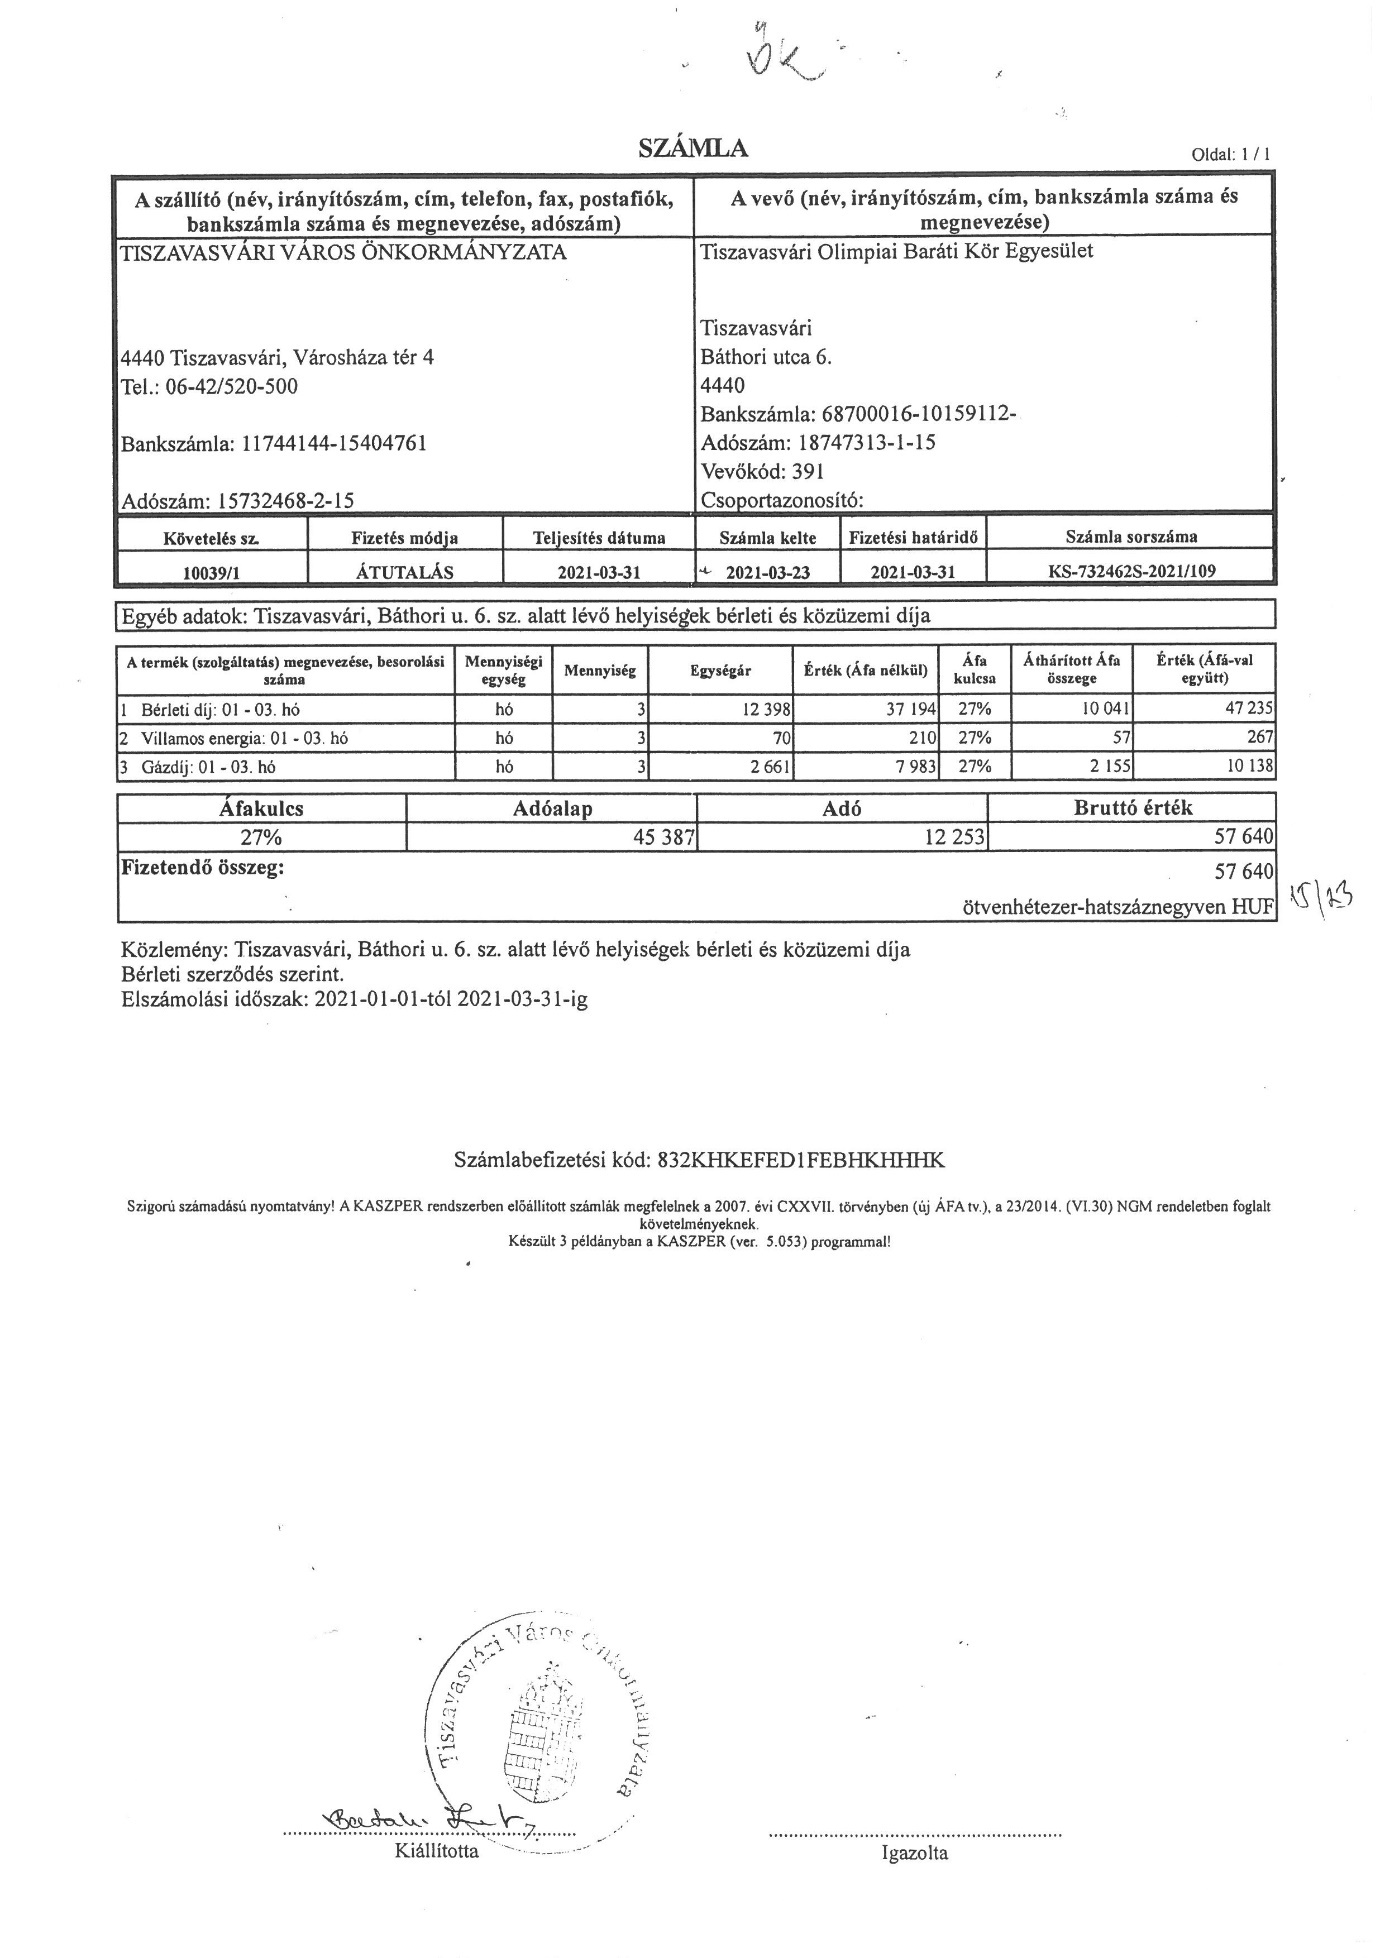 ÖK
SZÁMLA
Oldal: 1 / 1
A szállító (név, irányítószám, cím, telefon, fax, postafiók, bankszámla száma és megnevezése, adószám)
A vevő (név, irányítószám, cím, bankszámla száma és megnevezése)
TISZAVASVÁRI VÁROS ÖNKORMÁNYZATA
Tiszavasvári Olimpiai Baráti Kör Egyesület
Tiszavasvári
4440 Tiszavasvári, Városháza tér 4
Báthori utca 6.
Tel.: 06-42/520-500
4440
Bankszámla: 68700016-10159112-
Bankszámla: 11744144-15404761
Adószám: 18747313-1-15
Vevőkód: 391
Adószám: 15732468-2-15
Csoportazonosító:
Követelés sz. Fizetés módja Teljesítés dátuma Számla kelte Fizetési határidő Számla sorszáma
10039/1 ÁTUTALÁS 2021-03-31 2021-03-23 2021-03-31 KS-732462S-2021/109
Egyéb adatok: Tiszavasvári, Báthori u. 6. sz. alatt lévő helyiségek bérleti és közüzemi díja
A termék (szolgáltatás) megnevezése, besorolási száma Mennyiségi egység Mennyiség Egységár Érték (Áfa nélkül) Áfa kulcsa Áthárított Áfa összege Érték (Áfá-val együtt)
1 Bérleti díj: 01 - 03. hó hó 3 12 398 37 194 27% 10 041 47 235
2 Villamos energia: 01 - 03. hó hó 3 70 210 27% 57 267
3 Gázdíj: 01 - 03. hó hó 3 2 661 7 983 27% 2 155 10 138
Áfakulcs Adóalap Adó Bruttó érték
27% 45 387 12 253 57 640
Fizetendő összeg: 57 640
ötvenhétezer-hatszáznegyven HUF
Közlemény: Tiszavasvári, Báthori u. 6. sz. alatt lévő helyiségek bérleti és közüzemi díja
Bérleti szerződés szerint.
Elszámolási időszak: 2021-01-01-tól 2021-03-31-ig
Számlabefizetési kód: 832KHKEFED1FEBHKHHHK
Szigorú számadású nyomtatvány! A KASZPER rendszerben előállított számlák megfelelnek a 2007. évi CXXVII. törvényben (új ÁFA tv.), a 23/2014. (VI.30) NGM rendeletben foglalt
követelményeknek.
Készült 3 példányban a KASZPER (ver. 5.053) programmal!
Tiszavasvári Város Önkormányzata
Kiállította
Igazolta